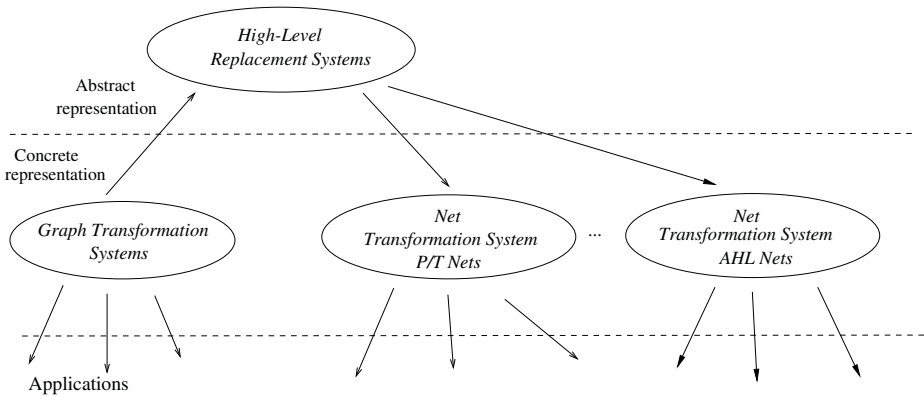 High-Level
Replacement Systems
Abstract
representation
Concrete
representation
Graph Transformation
Systems
Net
Transformation System
P/T Nets
...
Net
Transformation System
AHL Nets
Applications